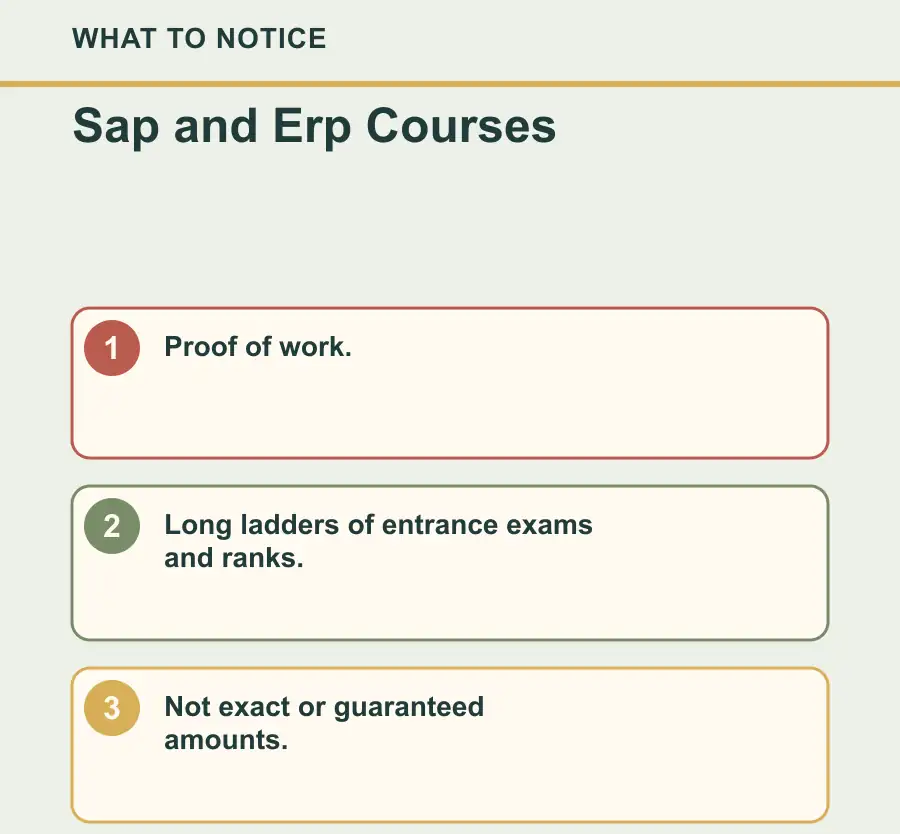 WHAT TO NOTICE
Sap and Erp Courses
1
Proof of work.
2
Long ladders of entrance exams
and ranks.
3
Not exact or guaranteed
amounts.